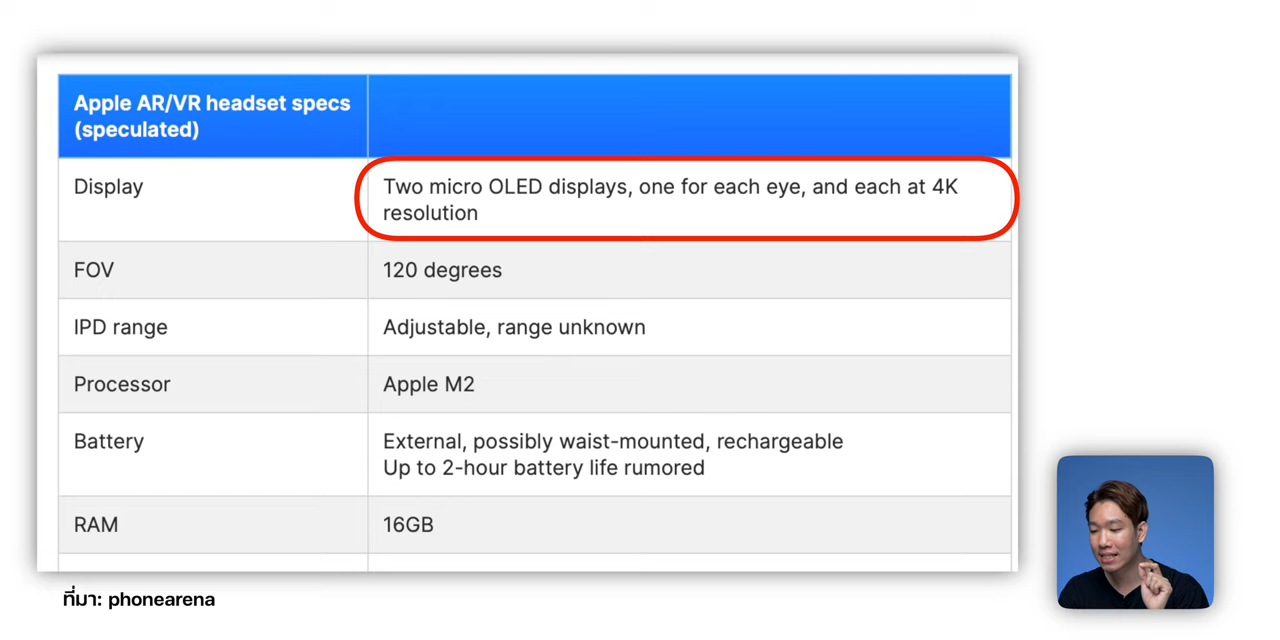 Apple AR/VR headset specs
(speculated)
Display
Two micro OLED displays, one for each eye, and each at 4K
resolution
FOV
120 degrees
IPD range
Adjustable, range unknown
Processor
Apple M2
Battery
External, possibly waist-mounted, rechargeable
Up to 2-hour battery life rumored
RAM
16GB
ที่มา: phonearena